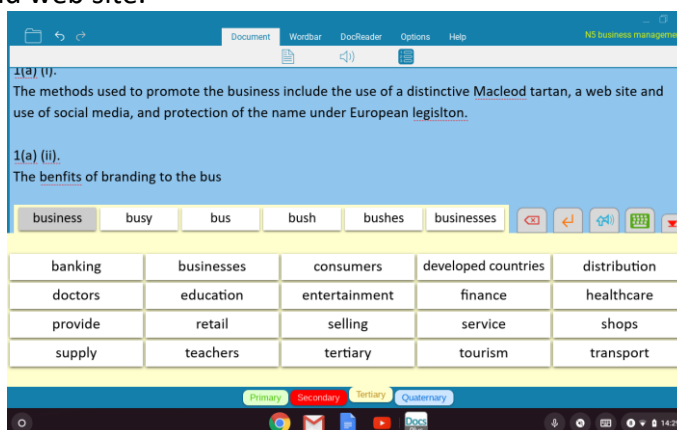 d web site.
Document Wordbar DocReader Options Help N5 business manageme
1(a) (i).
The methods used to promote the business include the use of a distinctive Macleod tartan, a web site and
use of social media, and protection of the name under European legislton.
1(a) (ii).
The benfits of branding to the bus
business busy bus bush bushes businesses
banking businesses consumers developed countries distribution
doctors education entertainment finance healthcare
provide retail selling service shops
supply teachers tertiary tourism transport
Primary Secondary Tertiary Quaternary
Docs 14:2